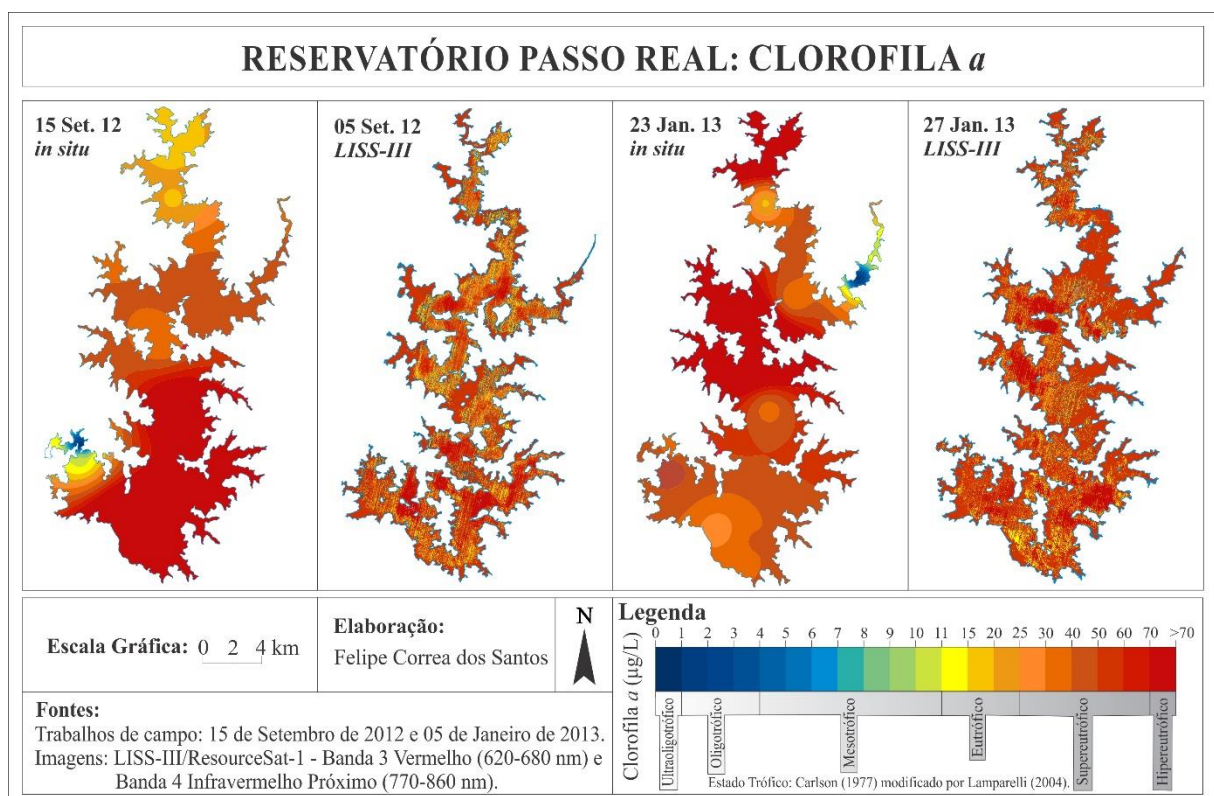 RESERVATÓRIO PASSO REAL: CLOROFILA a
15 Set. 12
in situ
05 Set. 12
LISS-III
23 Jan. 13
in situ
27 Jan. 13
LISS-III
Escala Gráfica: 0 2 4 km
Elaboração:
Felipe Correa dos Santos
N
Fontes:
Trabalhos de campo: 15 de Setembro de 2012 e 05 de Janeiro de 2013.
Imagens: LISS-III/ResourceSat-1 - Banda 3 Vermelho (620-680 nm) e
Banda 4 Infravermelho Próximo (770-860 nm).
Legenda
0 1 2 3 4 5 6 7 8 9 10 11 15 20 25 30 40 50 60 70 >70
Clorofila a (µg/L)
Ultraoligotrófico
Oligotrófico
Mesotrófico
Eutrófico
Supereutrófico
Hipereutrófico
Estado Trófico: Carlson (1977) modificado por Lamparelli (2004).